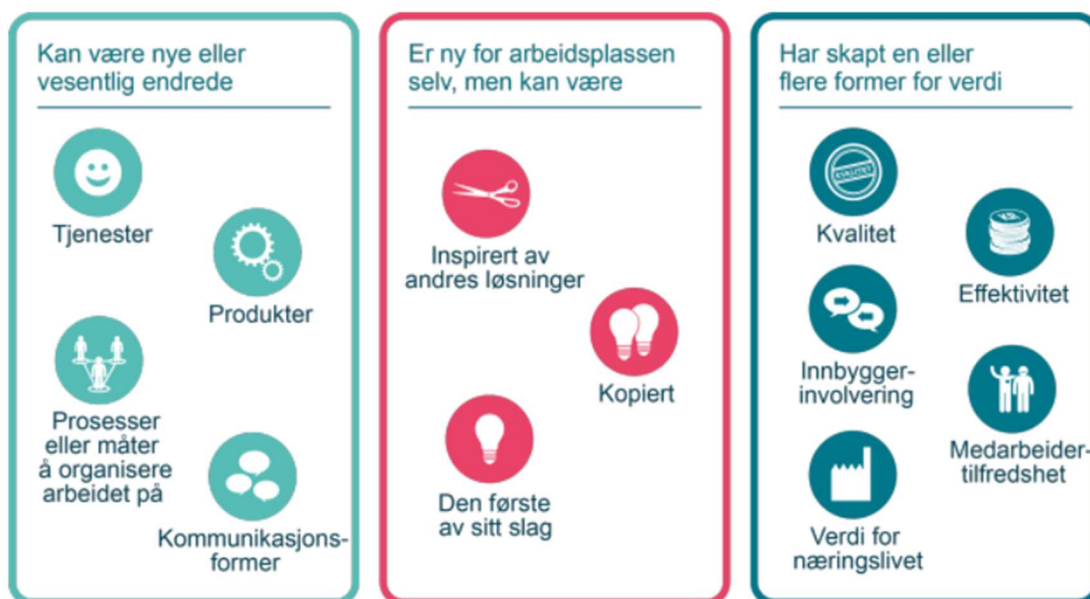 Kan være nye eller
vesentlig endrede
Tjenester
Produkter
Prosesser
eller måter
å organisere
arbeidet på
Kommunikasjons-
former
Er ny for arbeidsplassen
selv, men kan være
Inspirert av
andres løsninger
Kopiert
Den første
av sitt slag
Har skapt en eller
flere former for verdi
KVALITET
Kvalitet
Effektivitet
Innbygger-
involvering
Medarbeider-
tilfredshet
Verdi for
næringslivet